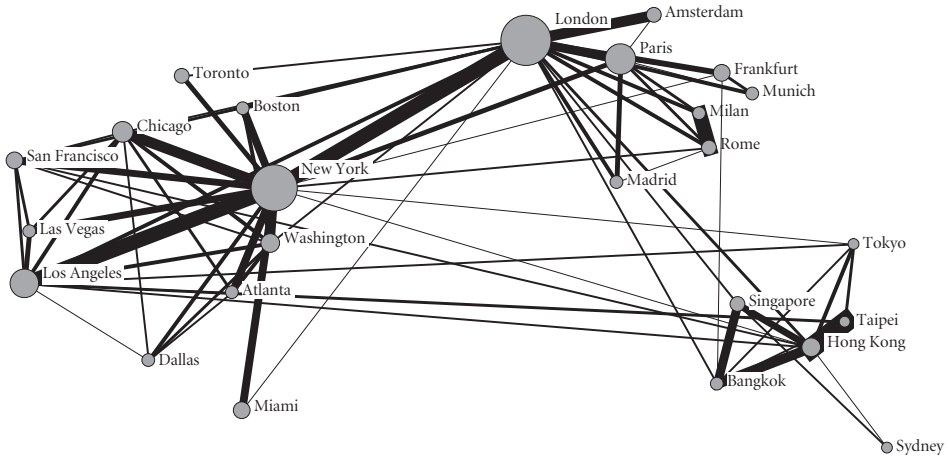 London
Amsterdam
Paris
Frankfurt
Toronto
Munich
Boston
Milan
Chicago
Rome
San Francisco
New York
Madrid
Las Vegas
Washington
Tokyo
Los Angeles
Atlanta
Singapore
Taipei
Hong Kong
Dallas
Bangkok
Miami
Sydney